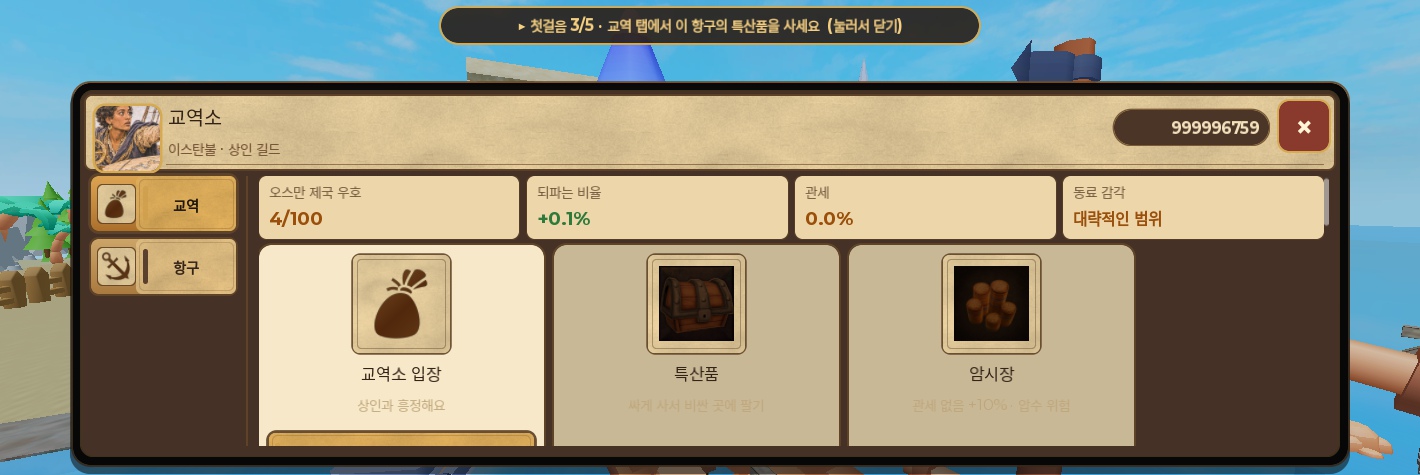 ▸ 첫걸음 3/5 · 교역 탭에서 이 항구의 특산품을 사세요 (눌러서 닫기)
교역소
이스탄불 · 상인 길드
999996759
×
교역
항구
오스만 제국 우호
4/100
되파는 비율
+0.1%
관세
0.0%
동료 감각
대략적인 범위
교역소 입장
상인과 흥정해요
특산품
싸게 사서 비싼 곳에 팔기
암시장
관세 없음 +10% · 압수 위험